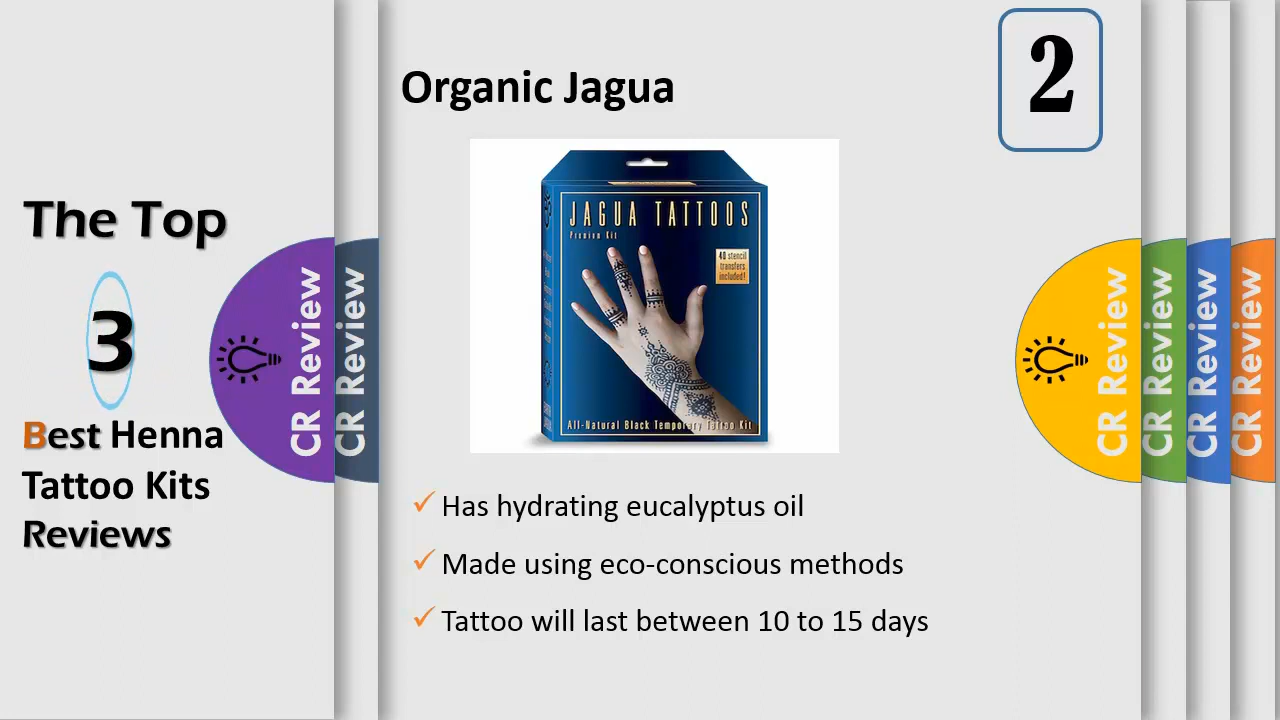 The Top
3
Best Henna
Tattoo Kits
Reviews
CR Review
CR Review
Organic Jagua
2
JAGUA TATTOOS
Premium Kit
40 stencil
transfers
included!
All-Natural Black Temporary Tattoo Kit
Has hydrating eucalyptus oil
Made using eco-conscious methods
Tattoo will last between 10 to 15 days
CR Review
CR Review
CR Review
CR Review